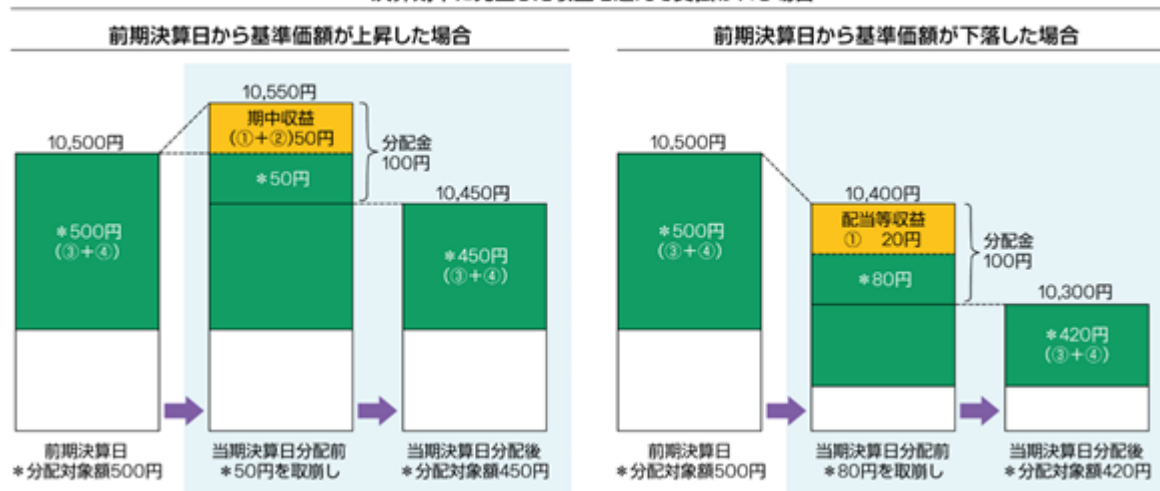 前期決算日から基準価額が上昇した場合
10,550円
期中収益
(①+②)50円
10,500円
分配金
100円
*50円
10,450円
*500円
(③+④)
*450円
(③+④)
前期決算日
*分配対象額500円
当期決算日分配前
*50円を取崩し
当期決算日分配後
*分配対象額450円
前期決算日から基準価額が下落した場合
10,500円
10,400円
配当等収益
① 20円
分配金
100円
*500円
(③+④)
*80円
10,300円
*420円
(③+④)
前期決算日
*分配対象額500円
当期決算日分配前
*80円を取崩し
当期決算日分配後
*分配対象額420円